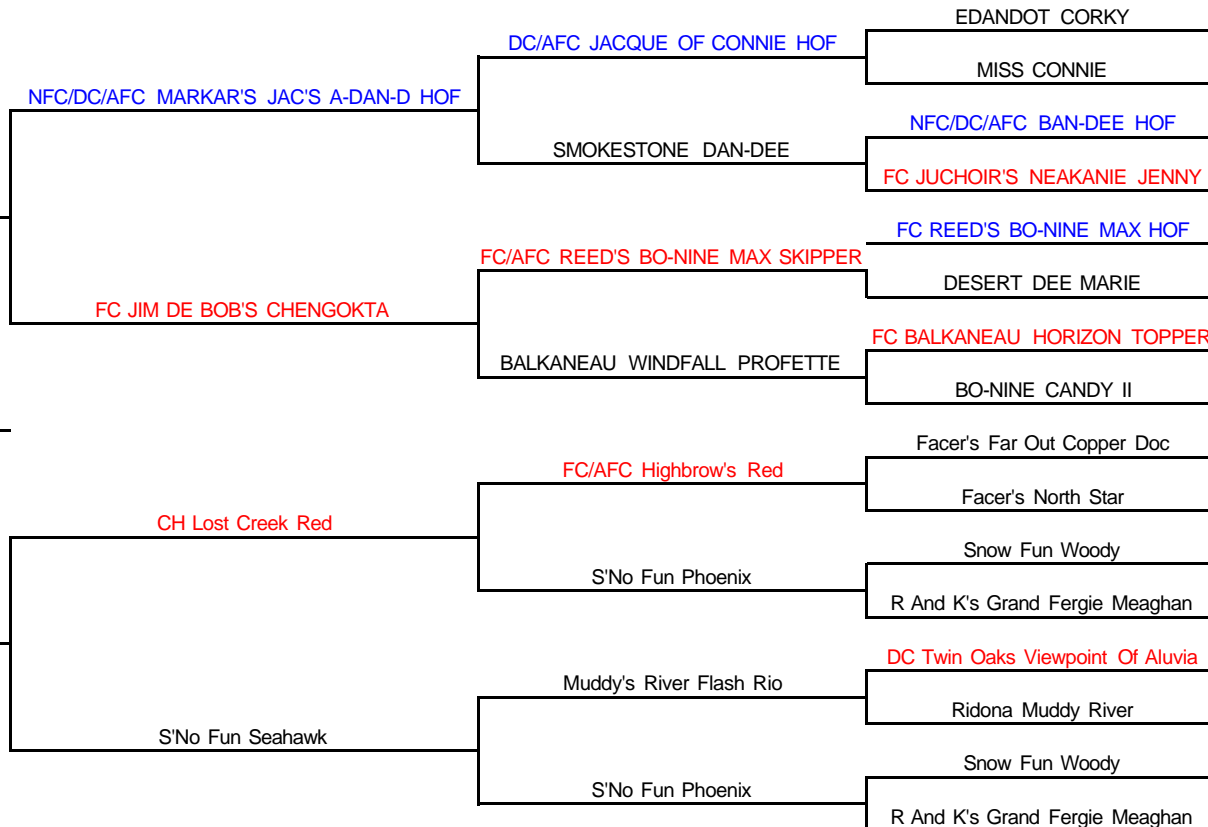 EDANDOT CORKY
DC/AFC JACQUE OF CONNIE HOF
MISS CONNIE
NFC/DC/AFC MARKAR'S JAC'S A-DAN-D HOF
NFC/DC/AFC BAN-DEE HOF
SMOKESTONE DAN-DEE
FC JUCHOIR'S NEAKANIE JENNY
FC REED'S BO-NINE MAX HOF
FC/AFC REED'S BO-NINE MAX SKIPPER
DESERT DEE MARIE
FC JIM DE BOB'S CHENGOKTA
FC BALKANEAU HORIZON TOPPER
BALKANEAU WINDFALL PROFETTE
BO-NINE CANDY II
Facer's Far Out Copper Doc
FC/AFC Highbrow's Red
Facer's North Star
CH Lost Creek Red
Snow Fun Woody
S'No Fun Phoenix
R And K's Grand Fergie Meaghan
DC Twin Oaks Viewpoint Of Aluvia
Muddy's River Flash Rio
Ridona Muddy River
S'No Fun Seahawk
Snow Fun Woody
S'No Fun Phoenix
R And K's Grand Fergie Meaghan